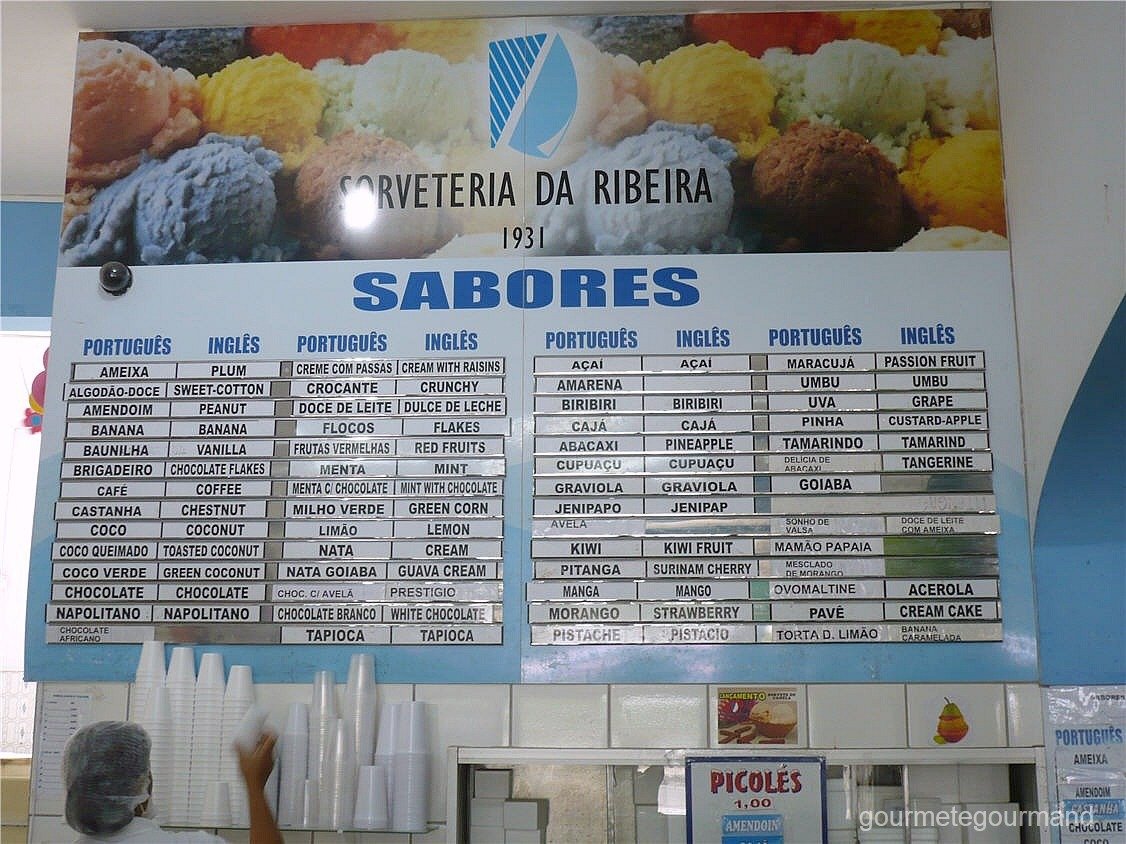 SORVETERIA DA RIBEIRA
1931
SABORES
PORTUGUÊS INGLÊS PORTUGUÊS INGLÊS PORTUGUÊS INGLÊS PORTUGUÊS INGLÊS
AMEIXA PLUM CREME COM PASSAS CREAM WITH RAISINS AÇAÍ AÇAÍ MARACUJÁ PASSION FRUIT
ALGODÃO-DOCE SWEET-COTTON CROCANTE CRUNCHY AMARENA UMBU UMBU
AMENDOIM PEANUT DOCE DE LEITE DULCE DE LECHE BIRIBIRI BIRIBIRI UVA GRAPE
BANANA BANANA FLOCOS FLAKES CAJÁ CAJÁ PINHA CUSTARD-APPLE
BAUNILHA VANILLA FRUTAS VERMELHAS RED FRUITS ABACAXI PINEAPPLE TAMARINDO TAMARIND
BRIGADEIRO CHOCOLATE FLAKES MENTA MINT CUPUAÇU CUPUAÇU DELÍCIA DE ABACAXI TANGERINE
CAFÉ COFFEE MENTA C/ CHOCOLATE MINT WITH CHOCOLATE GRAVIOLA GRAVIOLA GOIABA
CASTANHA CHESTNUT MILHO VERDE GREEN CORN JENIPAPO JENIPAP
COCO COCONUT LIMÃO LEMON AVELA SONHO DE VALSA DOCE DE LEITE COM AMEIXA
COCO QUEIMADO TOASTED COCONUT NATA CREAM KIWI KIWI FRUIT MAMÃO PAPAIA
COCO VERDE GREEN COCONUT NATA GOIABA GUAVA CREAM PITANGA SURINAM CHERRY MESCLADO DE MORANGO
CHOCOLATE CHOCOLATE CHOC. C/ AVELÃ PRESTIGIO MANGA MANGO OVOMALTINE ACEROLA
NAPOLITANO NAPOLITANO CHOCOLATE BRANCO WHITE CHOCOLATE MORANGO STRAWBERRY PAVÊ CREAM CAKE
CHOCOLATE AFRICANO TAPIOCA TAPIOCA PISTACHE PISTACIO TORTA D. LIMÃO BANANA CARAMELADA
LANÇAMENTO
PICOLÉS
1,00
AMENDOIN
SABORES
PORTUGUÊS
AMEIXA
AMENDOIM
CASTANHA
CHOCOLATE
COCO
gourmetegourmand